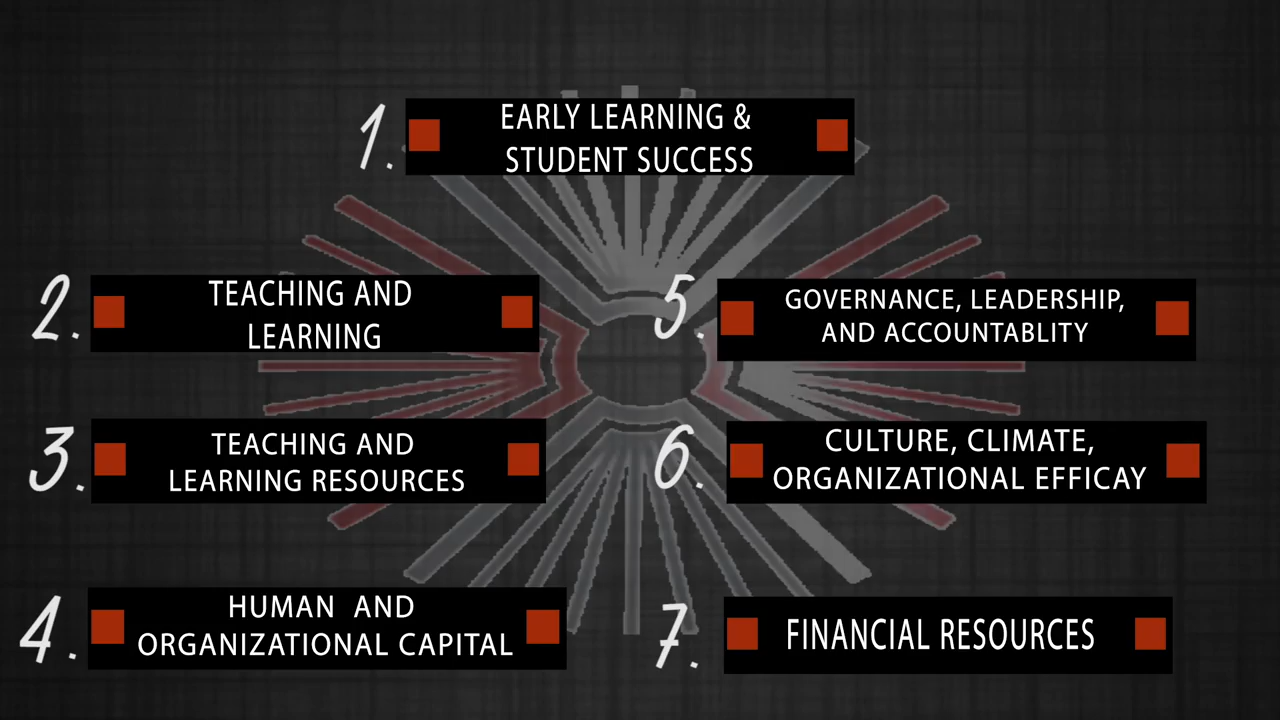 1. EARLY LEARNING &
STUDENT SUCCESS
2. TEACHING AND
LEARNING
3. TEACHING AND
LEARNING RESOURCES
4. HUMAN AND
ORGANIZATIONAL CAPITAL
5. GOVERNANCE, LEADERSHIP,
AND ACCOUNTABLITY
6. CULTURE, CLIMATE,
ORGANIZATIONAL EFFICAY
7. FINANCIAL RESOURCES